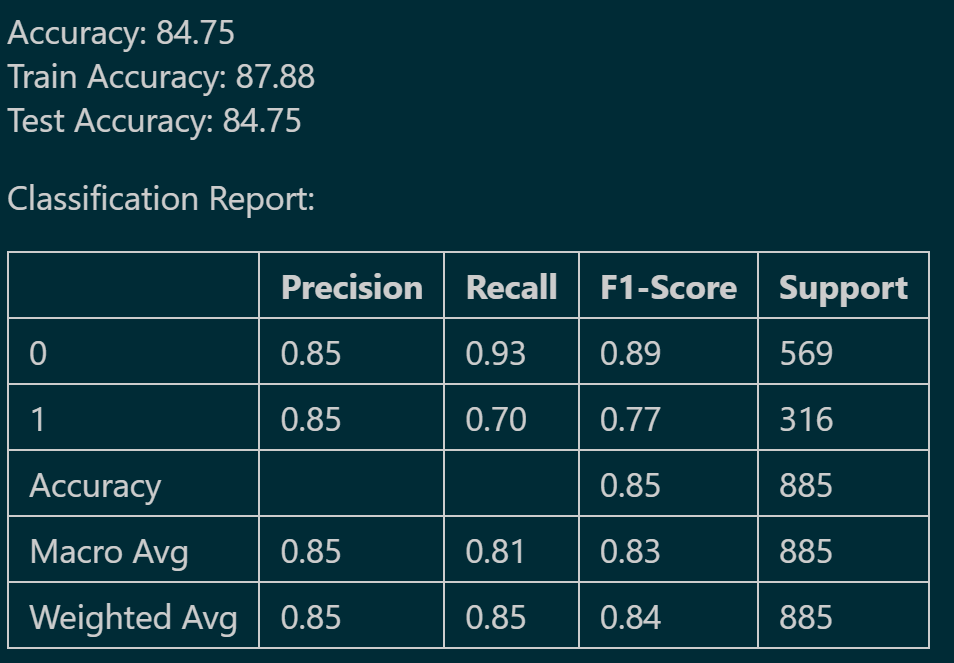 Accuracy: 84.75
Train Accuracy: 87.88
Test Accuracy: 84.75
Classification Report:
Precision Recall F1-Score Support
0 0.85 0.93 0.89 569
1 0.85 0.70 0.77 316
Accuracy 0.85 885
Macro Avg 0.85 0.81 0.83 885
Weighted Avg 0.85 0.85 0.84 885